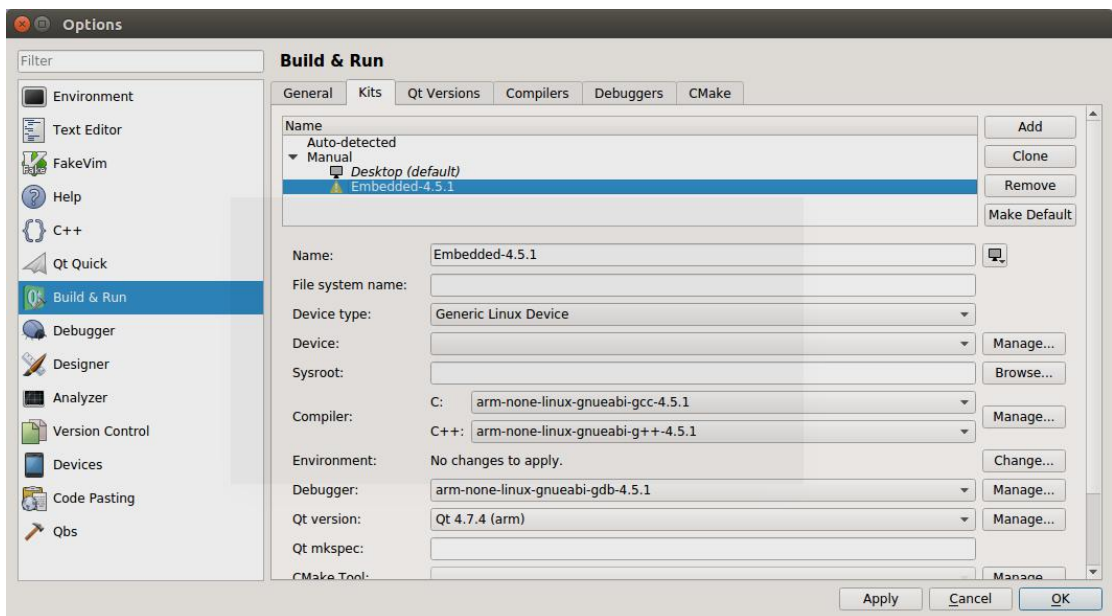 Options
Filter
Build & Run
Environment
Text Editor
FakeVim
Help
C++
Qt Quick
Build & Run
Debugger
Designer
Analyzer
Version Control
Devices
Code Pasting
Qbs
General Kits Qt Versions Compilers Debuggers CMake
Name
Auto-detected
Manual
Desktop (default)
Embedded-4.5.1
Add
Clone
Remove
Make Default
Name: Embedded-4.5.1
File system name:
Device type: Generic Linux Device
Device: Manage...
Sysroot: Browse...
Compiler: C: arm-none-linux-gnueabi-gcc-4.5.1 Manage...
C++: arm-none-linux-gnueabi-g++-4.5.1
Environment: No changes to apply. Change...
Debugger: arm-none-linux-gnueabi-gdb-4.5.1 Manage...
Qt version: Qt 4.7.4 (arm) Manage...
Qt mkspec:
CMake Tool: Manage
Apply Cancel OK